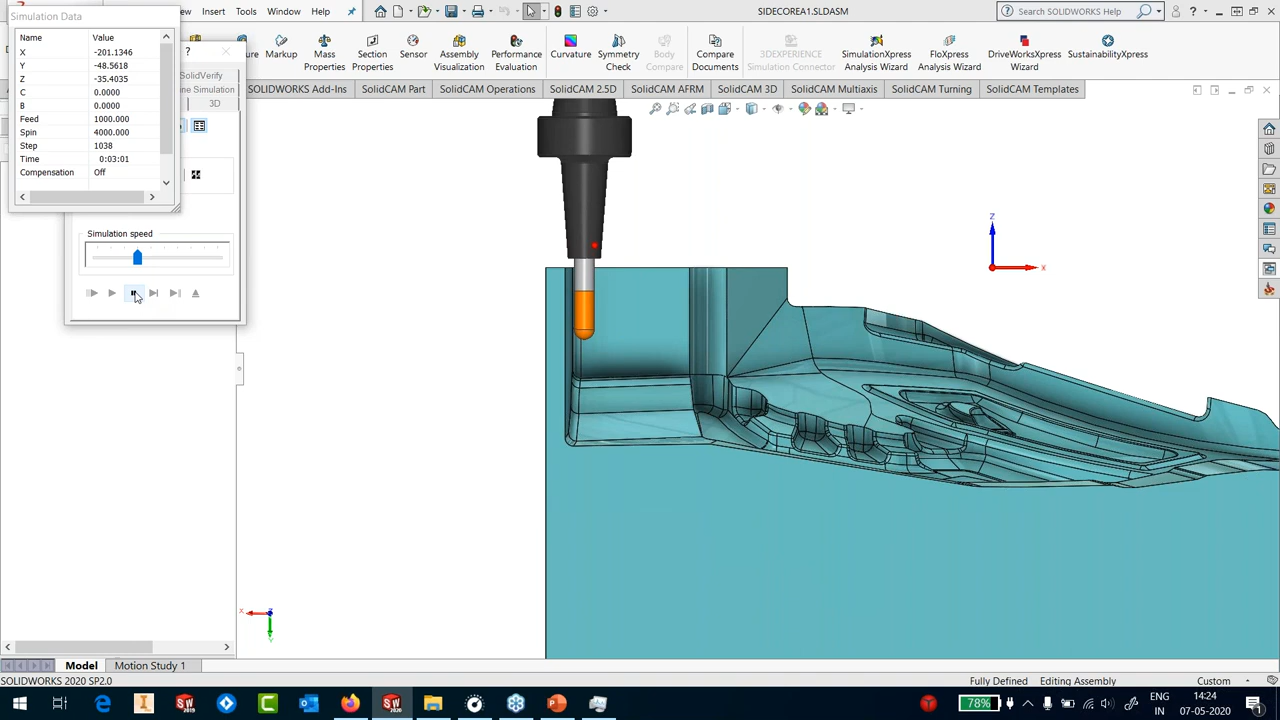 Simulation Data
Insert Tools Window Help
SIDECOREA1.SLDASM
Search SOLIDWORKS Help
Name Value
X -201.1346
Y -48.5618
Z -35.4035
C 0.0000
B 0.0000
Feed 1000.000
Spin 4000.000
Step 1038
Time 0:03:01
Compensation Off
?
SolidVerify
3D
Markup
Mass Properties
Section Properties
Sensor
Assembly Visualization
Performance Evaluation
Curvature
Symmetry Check
Body Compare
Compare Documents
3DEXPERIENCE Simulation Connector
SimulationXpress Analysis Wizard
FloXpress Analysis Wizard
DriveWorksXpress Wizard
SustainabilityXpress
SOLIDWORKS Add-Ins SolidCAM Part SolidCAM Operations SolidCAM 2.5D SolidCAM AFRM SolidCAM 3D SolidCAM Multiaxis SolidCAM Turning SolidCAM Templates
Simulation speed
Z
X
X
Z
Y
Model Motion Study 1
SOLIDWORKS 2020 SP2.0
Fully Defined Editing Assembly Custom
78%
ENG
IN
14:24
07-05-2020